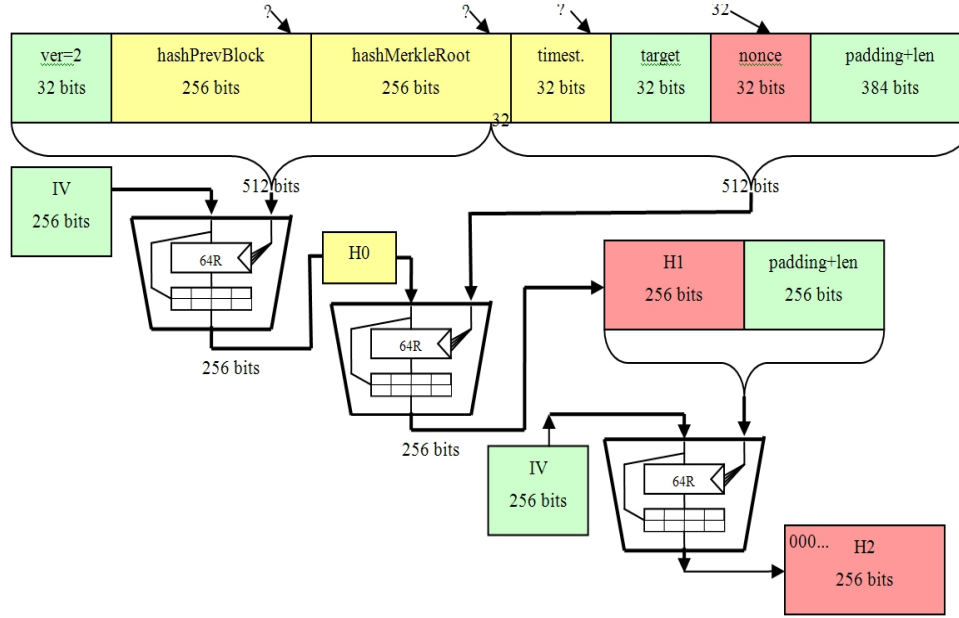 ? ? ? 32
ver=2 hashPrevBlock hashMerkleRoot timest. target nonce padding+len
32 bits 256 bits 256 bits 32 bits 32 bits 32 bits 384 bits
32
512 bits 512 bits
IV
256 bits
64R
H0
256 bits
64R
H1 padding+len
256 bits 256 bits
256 bits
IV
256 bits
64R
000... H2
256 bits